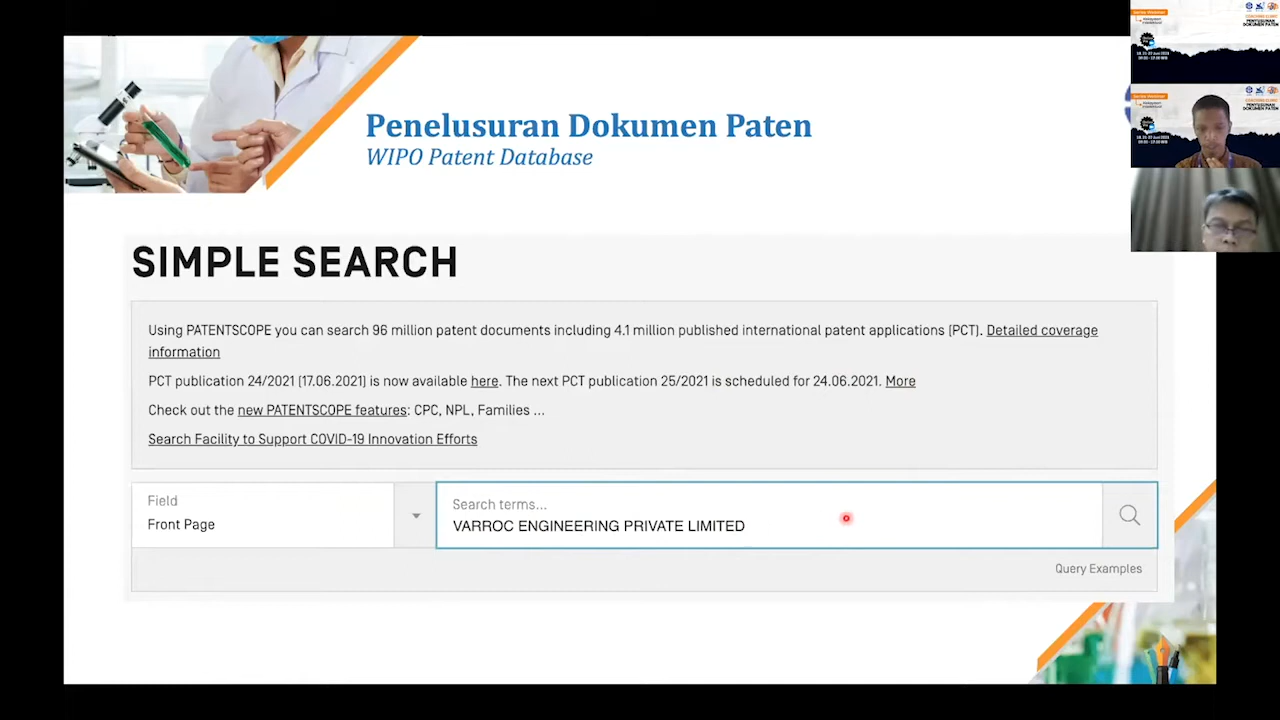 Penelusuran Dokumen Paten
WIPO Patent Database
SIMPLE SEARCH
Using PATENTSCOPE you can search 96 million patent documents including 4.1 million published international patent applications (PCT). Detailed coverage
information
PCT publication 24/2021 [17.06.2021] is now available here. The next PCT publication 25/2021 is scheduled for 24.06.2021. More
Check out the new PATENTSCOPE features: CPC, NPL, Families ...
Search Facility to Support COVID-19 Innovation Efforts
Field
Front Page
Search terms...
VARROC ENGINEERING PRIVATE LIMITED
Query Examples